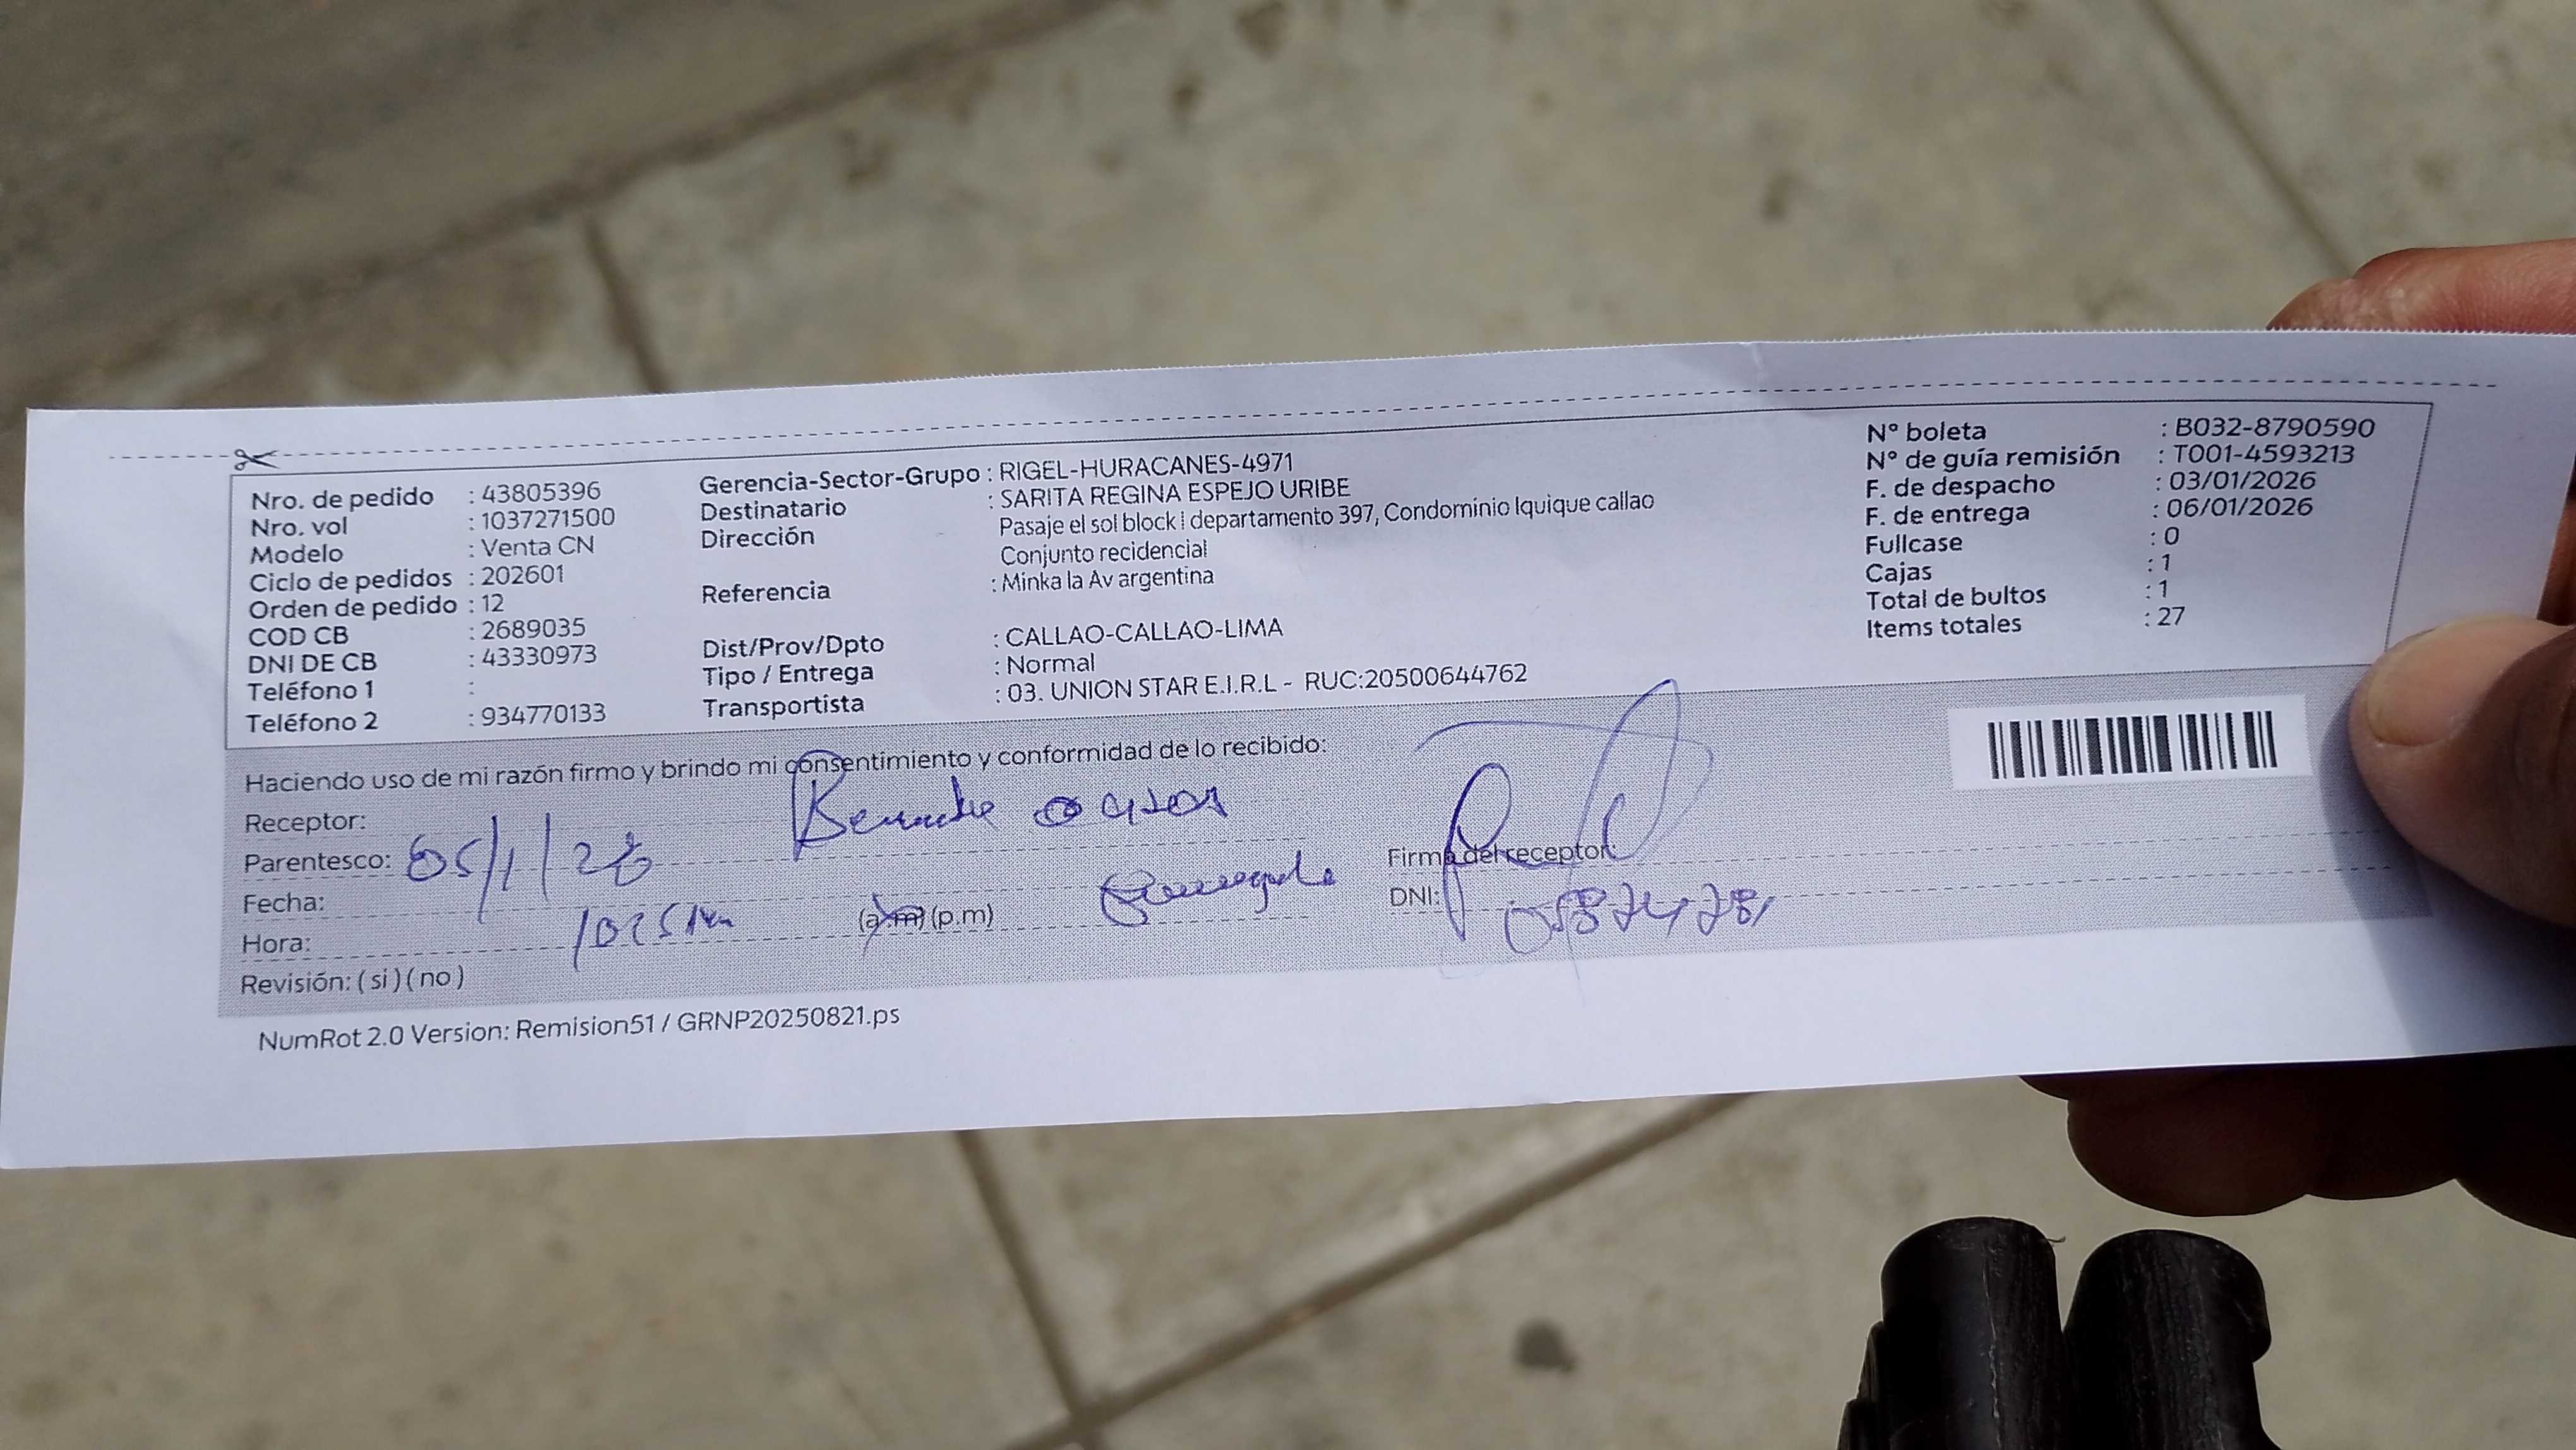 Nro. de pedido : 43805396
Nro. vol : 1037271500
Modelo : Venta CN
Ciclo de pedidos : 202601
Orden de pedido : 12
COD CB : 2689035
DNI DE CB : 43330973
Teléfono 1 :
Teléfono 2 : 934770133
Gerencia-Sector-Grupo : RIGEL-HURACANES-4971
Destinatario : SARITA REGINA ESPEJO URIBE
Dirección Pasaje el sol block i departamento 397, Condominio Iquique callao
Conjunto recidencial
Referencia : Minka la Av argentina
Dist/Prov/Dpto : CALLAO-CALLAO-LIMA
Tipo / Entrega : Normal
Transportista : 03. UNION STAR E.I.R.L - RUC:20500644762
N° boleta : B032-8790590
N° de guía remisión : T001-4593213
F. de despacho : 03/01/2026
F. de entrega : 06/01/2026
Fullcase : 0
Cajas : 1
Total de bultos : 1
Items totales : 27
Haciendo uso de mi razón firmo y brindo mi consentimiento y conformidad de lo recibido:
Receptor:
Parentesco: 05/1/26
Fecha:
Hora: (a.m) (p.m)
Revisión: ( si ) ( no )
Firma del receptor:
DNI:
NumRot 2.0 Version: Remision51 / GRNP20250821.ps